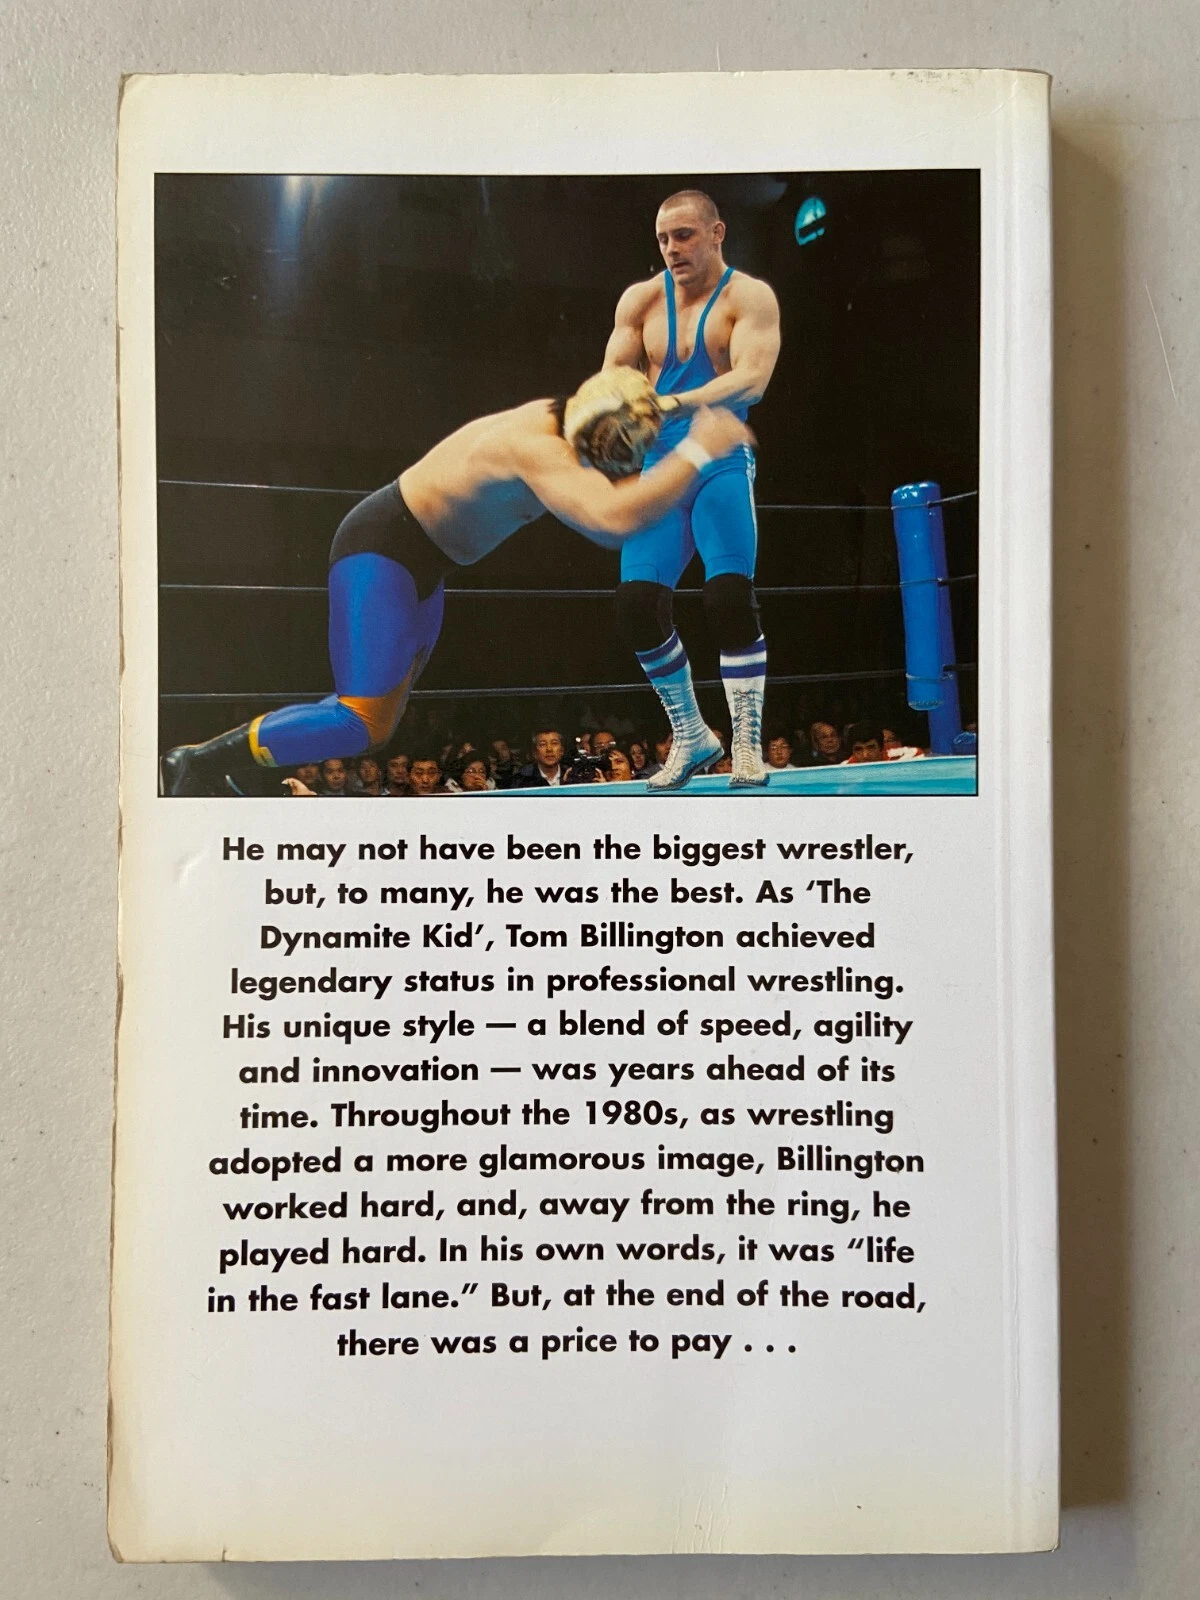 He may not have been the biggest wrestler,
but, to many, he was the best. As ‘The
Dynamite Kid’, Tom Billington achieved
legendary status in professional wrestling.
His unique style — a blend of speed, agility
and innovation — was years ahead of its
time. Throughout the 1980s, as wrestling
adopted a more glamorous image, Billington
worked hard, and, away from the ring, he
played hard. In his own words, it was “life
in the fast lane.” But, at the end of the road,
there was a price to pay . . .